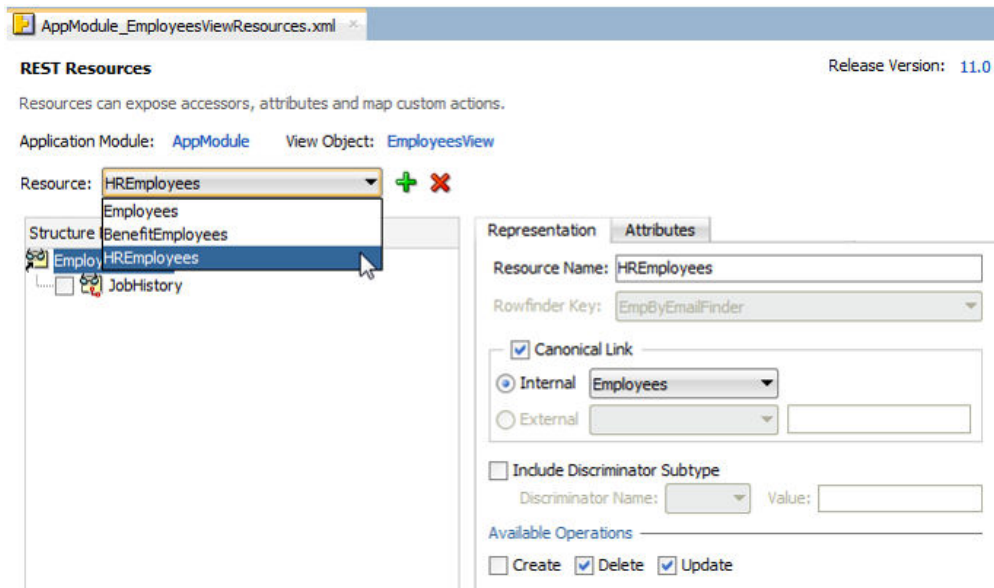 AppModule_EmployeesViewResources.xml
REST Resources
Release Version: 11.0
Resources can expose accessors, attributes and map custom actions.
Application Module: AppModule View Object: EmployeesView
Resource: HREmployees
Employees
BenefitEmployees
HREmployees
Structure
Employ
JobHistory
Representation Attributes
Resource Name: HREmployees
Rowfinder Key: EmpByEmailFinder
Canonical Link
Internal Employees
External
Include Discriminator Subtype
Discriminator Name: Value:
Available Operations
Create Delete Update